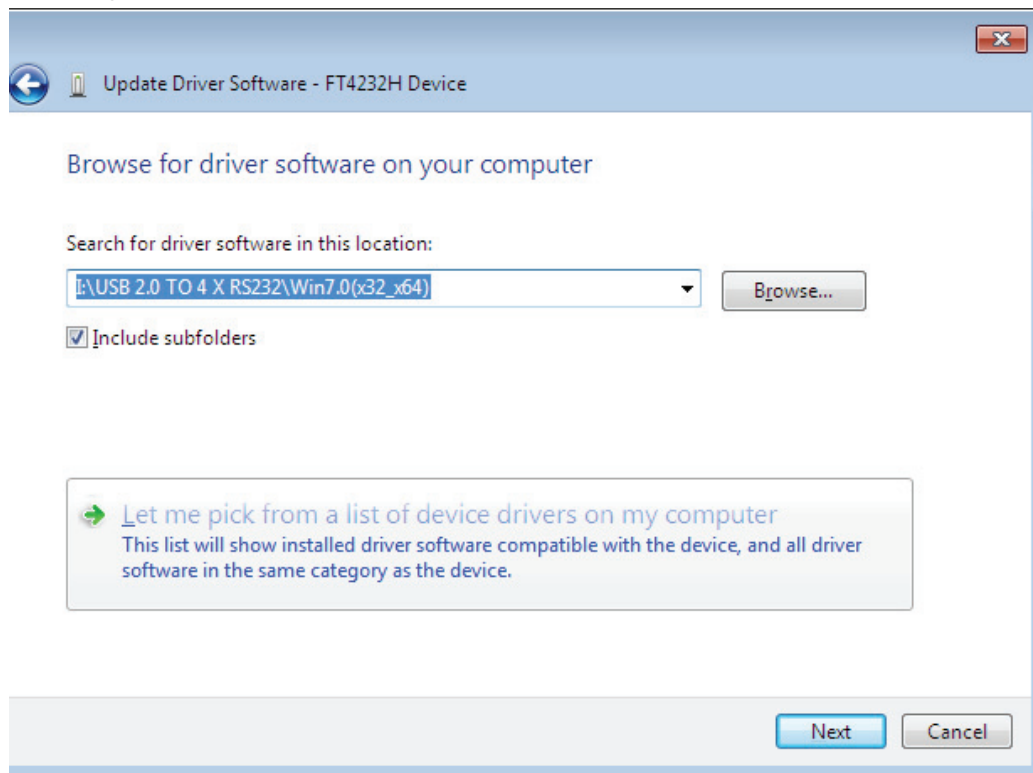 Update Driver Software - FT4232H Device
Browse for driver software on your computer
Search for driver software in this location:
I:\USB 2.0 TO 4 X RS232\Win7.0(x32_x64)
Browse...
Include subfolders
Let me pick from a list of device drivers on my computer
This list will show installed driver software compatible with the device, and all driver
software in the same category as the device.
Next
Cancel